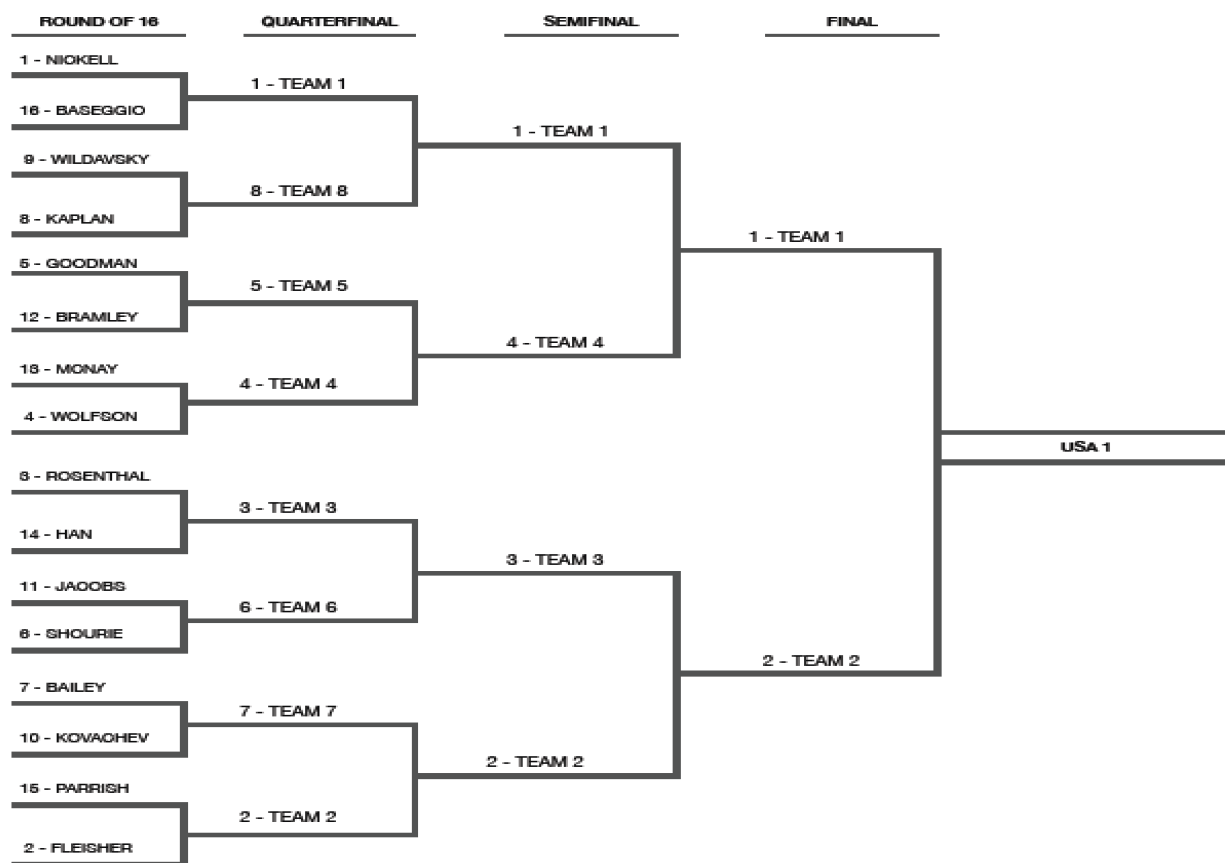 ROUND OF 16 QUARTERFINAL SEMIFINAL FINAL
1 - NICKELL
1 - TEAM 1
16 - BASEGGIO
1 - TEAM 1
9 - WILDAVSKY
8 - TEAM 8
8 - KAPLAN
1 - TEAM 1
5 - GOODMAN
5 - TEAM 5
12 - BRAMLEY
4 - TEAM 4
13 - MCNAY
4 - TEAM 4
4 - WOLFSON
USA 1
3 - ROSENTHAL
3 - TEAM 3
14 - HAN
3 - TEAM 3
11 - JACOBS
6 - TEAM 6
6 - SHOURIE
2 - TEAM 2
7 - BAILEY
7 - TEAM 7
10 - KOVACHEV
2 - TEAM 2
15 - PARRISH
2 - TEAM 2
2 - FLEISHER